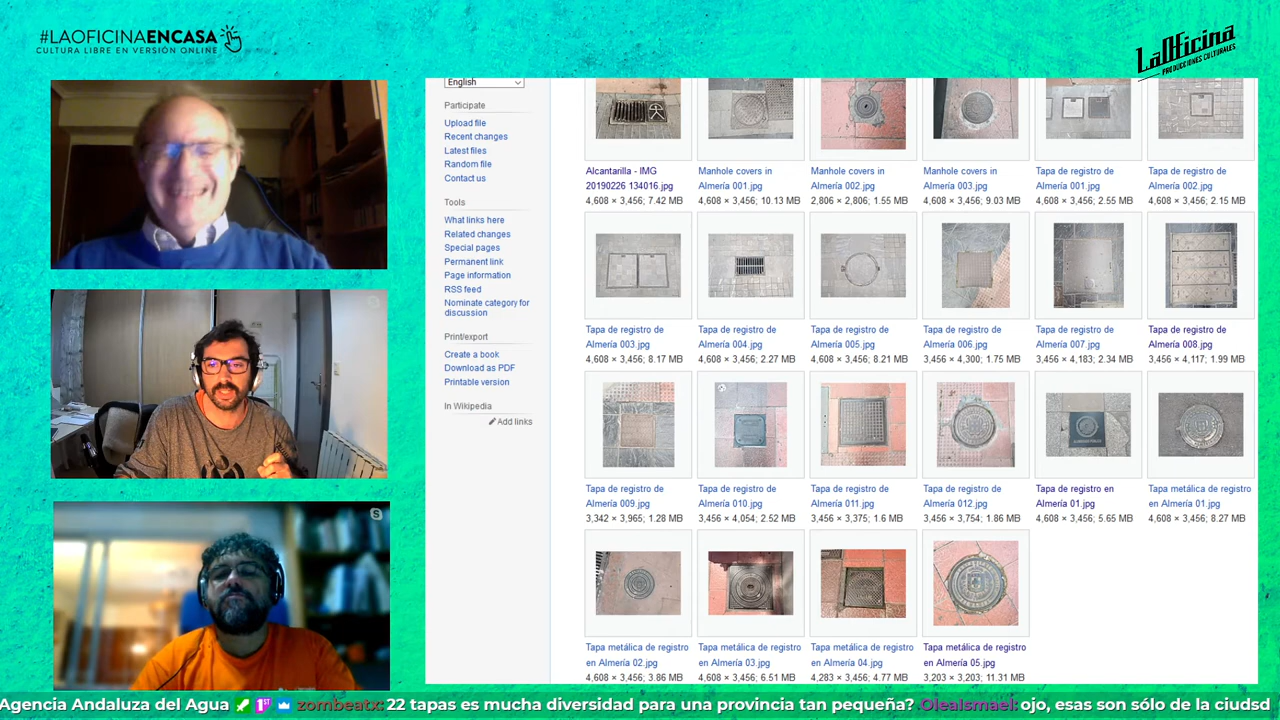 #LAOFICINAENCASA
CULTURA LIBRE EN VERSIÓN ONLINE
LaOficina
PRODUCCIONES CULTURALES
English
Participate
Upload file
Recent changes
Latest files
Random file
Contact us
Tools
What links here
Related changes
Special pages
Permanent link
Page information
RSS feed
Nominate category for
discussion
Print/export
Create a book
Download as PDF
Printable version
In Wikipedia
Add links
Alcantarilla - IMG
20190226 134016.jpg
4,608 × 3,456; 7.42 MB
Manhole covers in
Almería 001.jpg
4,608 × 3,456; 10.13 MB
Manhole covers in
Almería 002.jpg
2,806 × 2,806; 1.55 MB
Manhole covers in
Almería 003.jpg
4,608 × 3,456; 9.03 MB
Tapa de registro de
Almería 001.jpg
4,608 × 3,456; 2.55 MB
Tapa de registro de
Almería 002.jpg
4,608 × 3,456; 2.15 MB
Tapa de registro de
Almería 003.jpg
4,608 × 3,456; 8.17 MB
Tapa de registro de
Almería 004.jpg
4,608 × 3,456; 2.27 MB
Tapa de registro de
Almería 005.jpg
4,608 × 3,456; 8.21 MB
Tapa de registro de
Almería 006.jpg
3,456 × 4,300; 1.75 MB
Tapa de registro de
Almería 007.jpg
3,456 × 4,183; 2.34 MB
Tapa de registro de
Almería 008.jpg
3,456 × 4,117; 1.99 MB
Tapa de registro de
Almería 009.jpg
3,342 × 3,965; 1.28 MB
Tapa de registro de
Almería 010.jpg
3,456 × 4,054; 2.52 MB
Tapa de registro de
Almería 011.jpg
3,456 × 3,375; 1.6 MB
Tapa de registro de
Almería 012.jpg
3,456 × 3,754; 1.86 MB
Tapa de registro en
Almería 01.jpg
4,608 × 3,456; 5.65 MB
Tapa metálica de registro
en Almería 01.jpg
4,608 × 3,456; 8.27 MB
Tapa metálica de registro
en Almería 02.jpg
4,608 × 3,456; 3.86 MB
Tapa metálica de registro
en Almería 03.jpg
4,608 × 3,456; 6.51 MB
Tapa metálica de registro
en Almería 04.jpg
4,283 × 3,456; 4.77 MB
Tapa metálica de registro
en Almería 05.jpg
3,203 × 3,203; 11.31 MB
Agencia Andaluza del Agua 1st zombeatx: 22 tapas es mucha diversidad para una provincia tan pequeña? OleaIsmael: ojo, esas son sólo de la ciudsd